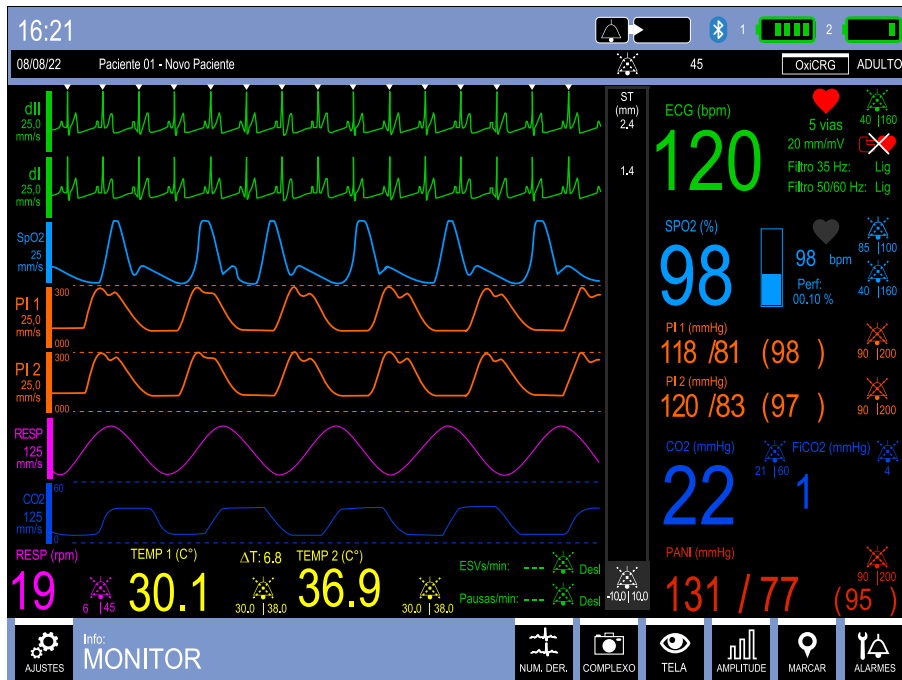 16:21
1
2
08/08/22 Paciente 01 - Novo Paciente 45 OxiCRG ADULTO
dII
25,0
mm/s
dI
25,0
mm/s
SpO2
25
mm/s
PI 1
25,0
mm/s
300
000
PI 2
25,0
mm/s
300
000
RESP
125
mm/s
CO2
125
mm/s
60
0
ST
(mm)
2.4
1.4
-10,0|10,0
ECG (bpm)
120
5 vias
20 mm/mV
Filtro 35 Hz: Lig
Filtro 50/60 Hz: Lig
40 |160
SPO2 (%)
98
98 bpm
Perf:
00.10 %
85 |100
40 |160
PI 1 (mmHg)
118 /81 (98 )
90 |200
PI 2 (mmHg)
120 /83 (97 )
90 |200
CO2 (mmHg)
22
21 |60
FiCO2 (mmHg)
1
4
RESP (rpm)
19
6 |45
TEMP 1 (C°)
30.1
30.0 |38.0
ΔT: 6.8
TEMP 2 (C°)
36.9
30.0 |38.0
ESVs/min: --- Desl
Pausas/min: --- Desl
PANI (mmHg)
131 / 77 (95 )
90 |200
AJUSTES
Info:
MONITOR
NUM. DER.
COMPLEXO
TELA
AMPLITUDE
MARCAR
ALARMES